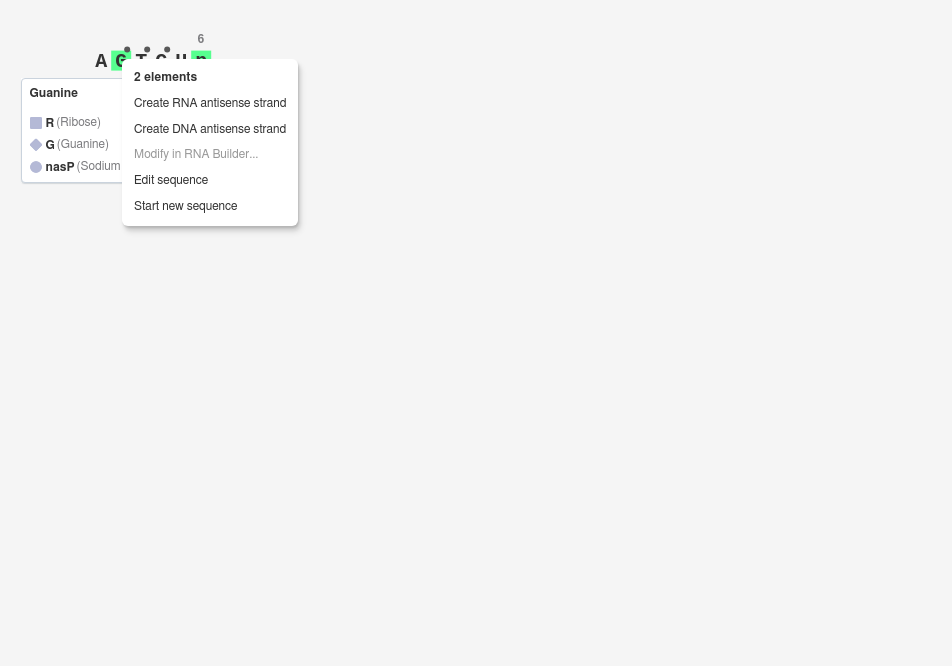 6
A G T C U p
Guanine
R (Ribose)
G (Guanine)
nasP (Sodium
2 elements
Create RNA antisense strand
Create DNA antisense strand
Modify in RNA Builder...
Edit sequence
Start new sequence